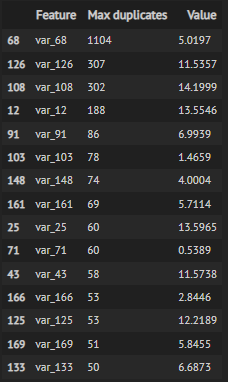 Feature Max duplicates Value
68 var_68 1104 5.0197
126 var_126 307 11.5357
108 var_108 302 14.1999
12 var_12 188 13.5546
91 var_91 86 6.9939
103 var_103 78 1.4659
148 var_148 74 4.0004
161 var_161 69 5.7114
25 var_25 60 13.5965
71 var_71 60 0.5389
43 var_43 58 11.5738
166 var_166 53 2.8446
125 var_125 53 12.2189
169 var_169 51 5.8455
133 var_133 50 6.6873